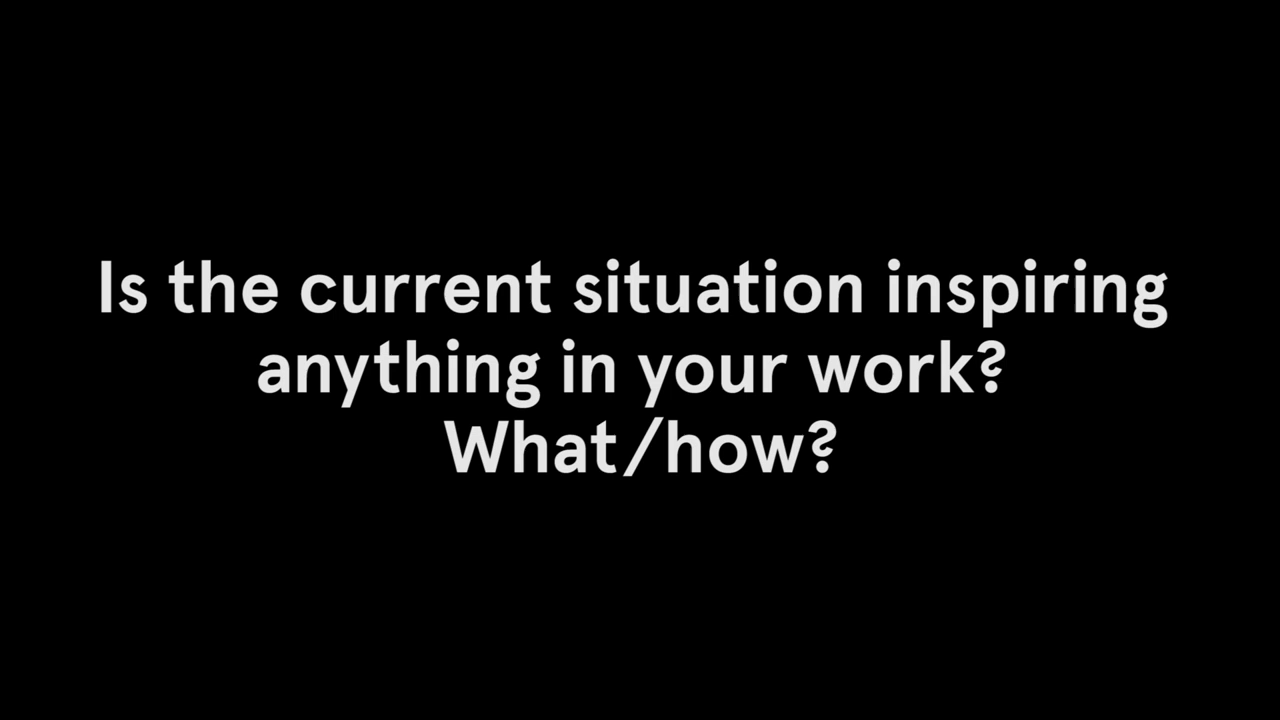 Is the current situation inspiring
anything in your work?
What/how?